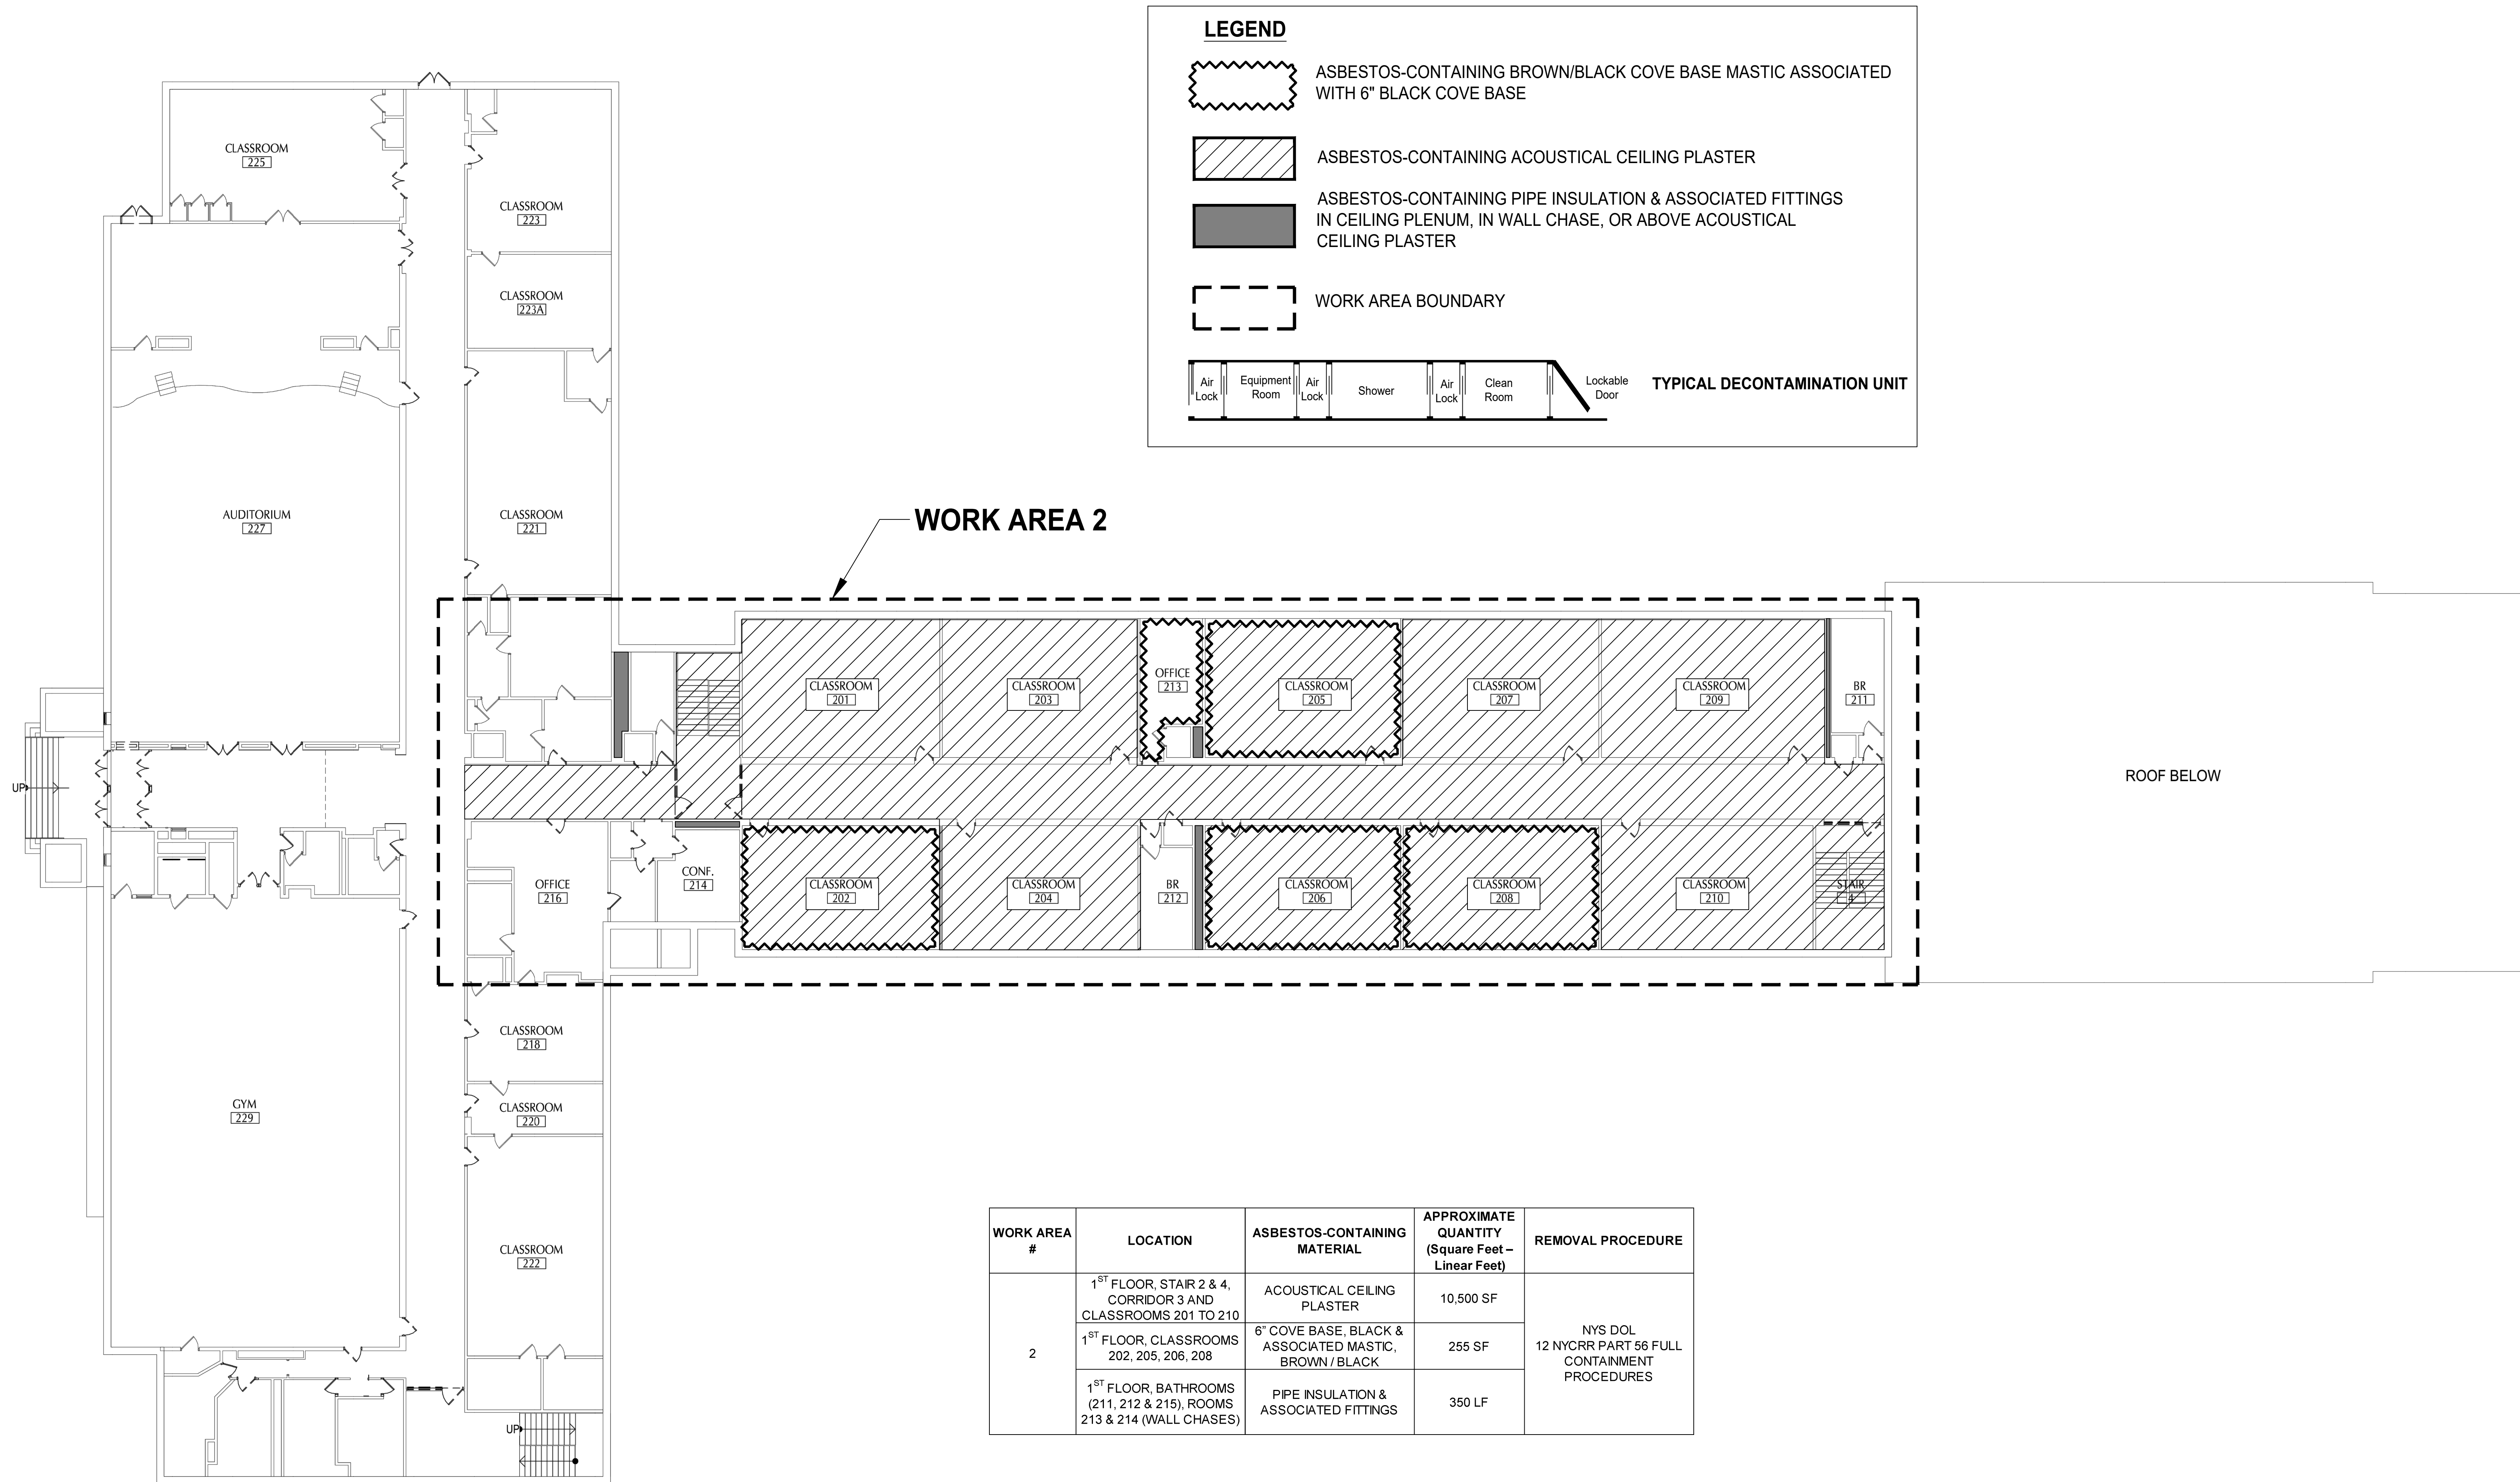 LEGEND
ASBESTOS-CONTAINING BROWN/BLACK COVE BASE MASTIC ASSOCIATED
WITH 6" BLACK COVE BASE
ASBESTOS-CONTAINING ACOUSTICAL CEILING PLASTER
ASBESTOS-CONTAINING PIPE INSULATION & ASSOCIATED FITTINGS
IN CEILING PLENUM, IN WALL CHASE, OR ABOVE ACOUSTICAL
CEILING PLASTER
WORK AREA BOUNDARY
Air
Lock
Equipment
Room
Air
Lock
Shower
Air
Lock
Clean
Room
Lockable
Door
TYPICAL DECONTAMINATION UNIT
CLASSROOM
225
CLASSROOM
223
CLASSROOM
223A
AUDITORIUM
227
CLASSROOM
221
WORK AREA 2
CLASSROOM
201
CLASSROOM
203
OFFICE
213
CLASSROOM
205
CLASSROOM
207
CLASSROOM
209
BR
211
UP
ROOF BELOW
OFFICE
216
CONF.
214
CLASSROOM
202
CLASSROOM
204
BR
212
CLASSROOM
206
CLASSROOM
208
CLASSROOM
210
STAIR
4
CLASSROOM
218
GYM
229
CLASSROOM
220
CLASSROOM
222
UP
WORK AREA
#
LOCATION
ASBESTOS-CONTAINING
MATERIAL
APPROXIMATE
QUANTITY
(Square Feet –
Linear Feet)
REMOVAL PROCEDURE
2
1ST FLOOR, STAIR 2 & 4,
CORRIDOR 3 AND
CLASSROOMS 201 TO 210
ACOUSTICAL CEILING
PLASTER
10,500 SF
1ST FLOOR, CLASSROOMS
202, 205, 206, 208
6” COVE BASE, BLACK &
ASSOCIATED MASTIC,
BROWN / BLACK
255 SF
1ST FLOOR, BATHROOMS
(211, 212 & 215), ROOMS
213 & 214 (WALL CHASES)
PIPE INSULATION &
ASSOCIATED FITTINGS
350 LF
NYS DOL
12 NYCRR PART 56 FULL
CONTAINMENT
PROCEDURES